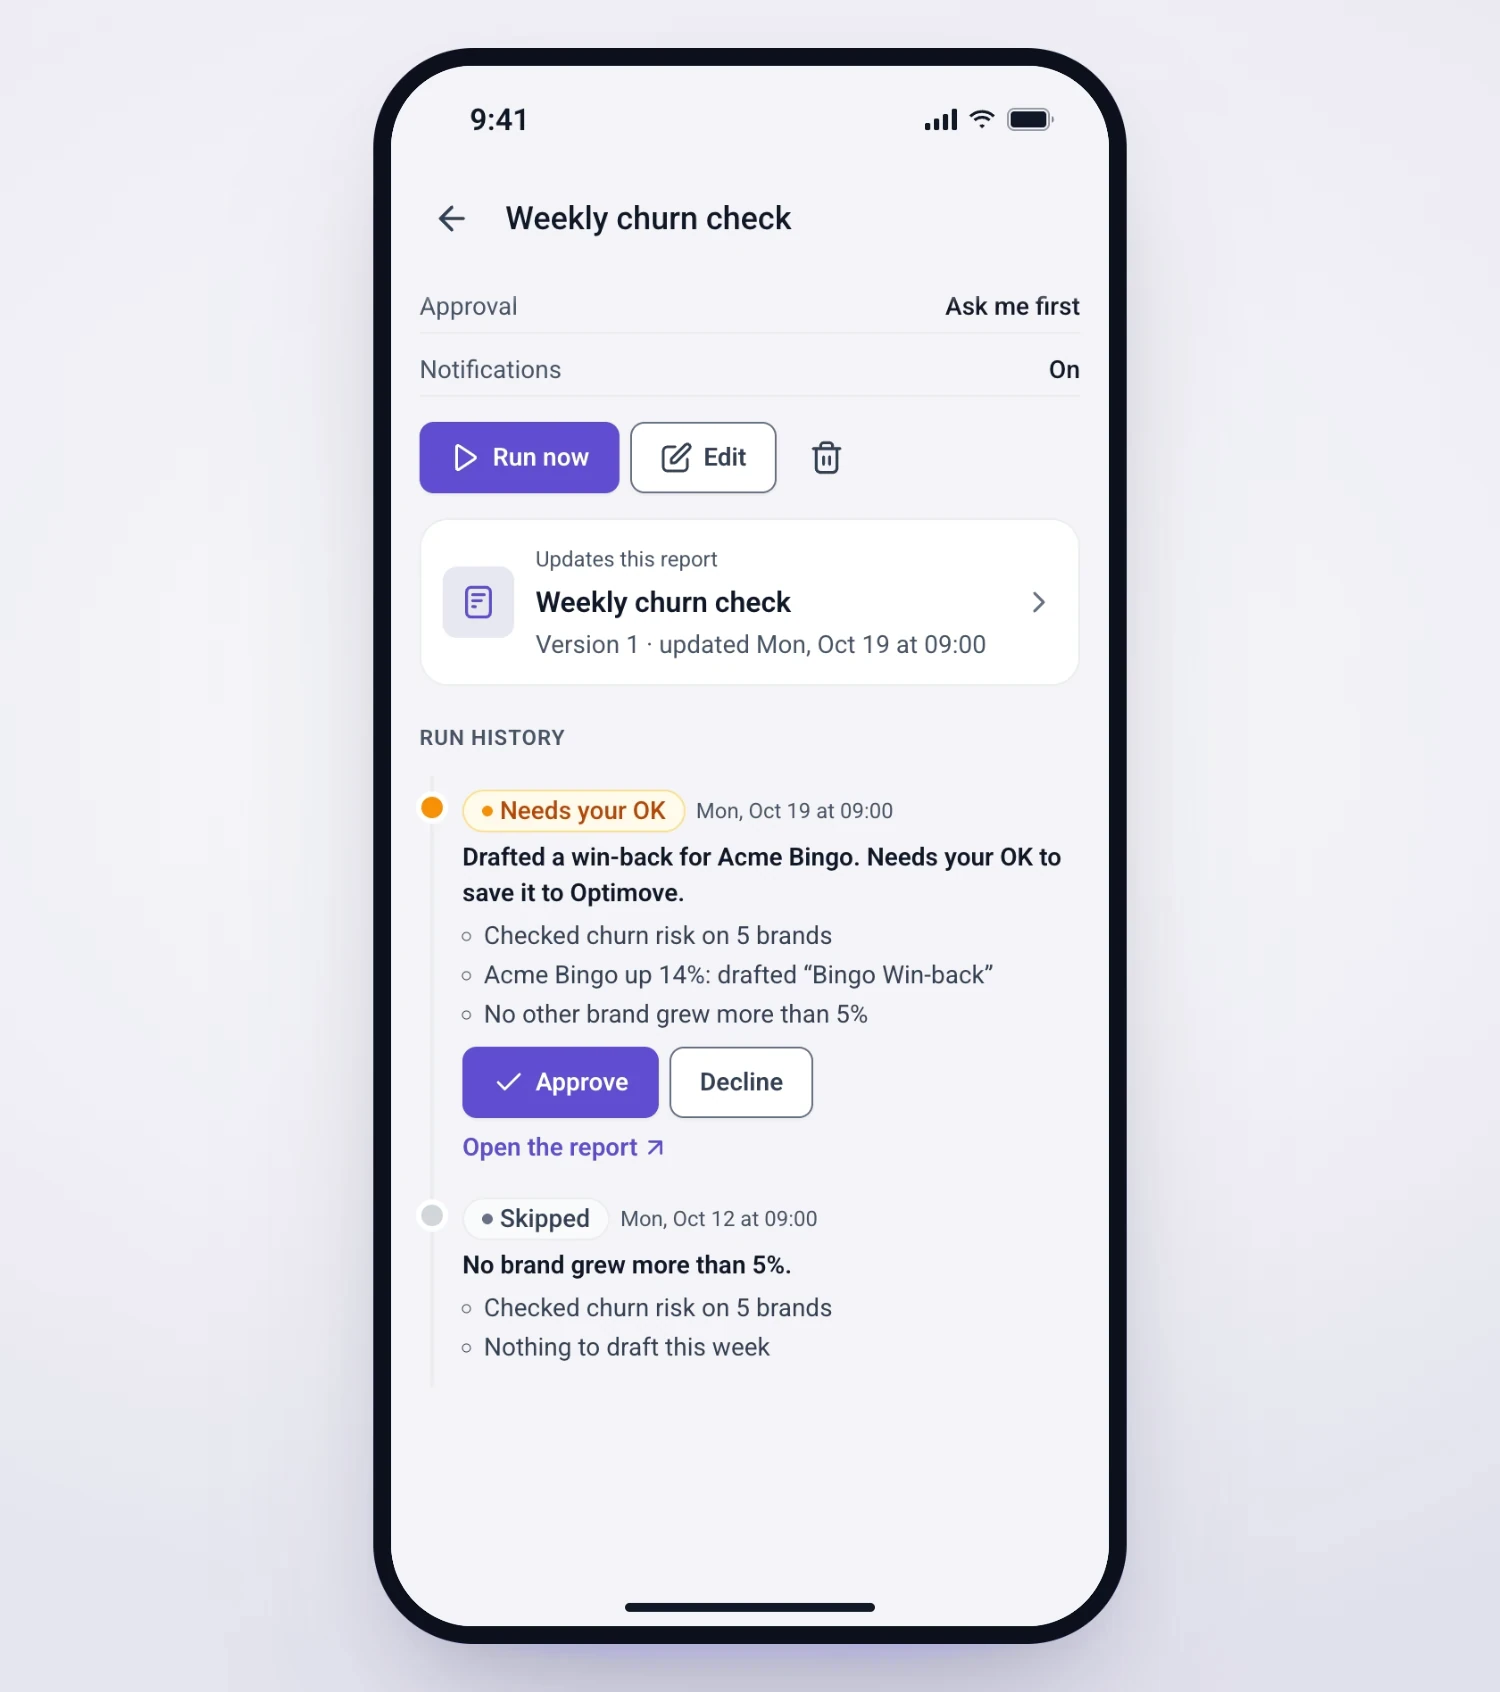 9:41
Weekly churn check
Approval Ask me first
Notifications On
Run now Edit
Updates this report
Weekly churn check
Version 1 · updated Mon, Oct 19 at 09:00
RUN HISTORY
Needs your OK Mon, Oct 19 at 09:00
Drafted a win-back for Acme Bingo. Needs your OK to
save it to Optimove.
Checked churn risk on 5 brands
Acme Bingo up 14%: drafted “Bingo Win-back”
No other brand grew more than 5%
Approve Decline
Open the report
Skipped Mon, Oct 12 at 09:00
No brand grew more than 5%.
Checked churn risk on 5 brands
Nothing to draft this week